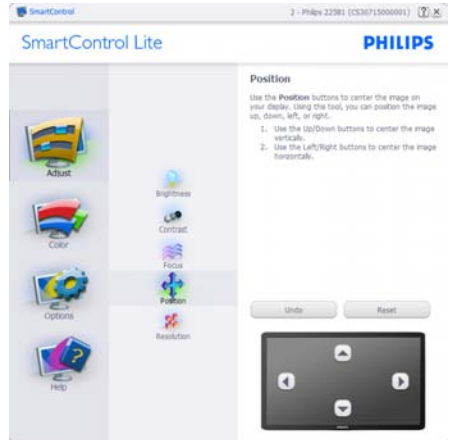 SmartControl
2 - Philips 225B1 (CS30715000001)
SmartControl Lite
PHILIPS
Adjust
Color
Options
Help
Brightness
Contrast
Focus
Position
Resolution
Position
Use the Position buttons to center the image on
your display. Using this tool, you can position the image
up, down, left, or right.
1. Use the Up/Down buttons to center the image
vertically.
2. Use the Left/Right buttons to center the image
horizontally.
Undo
Reset